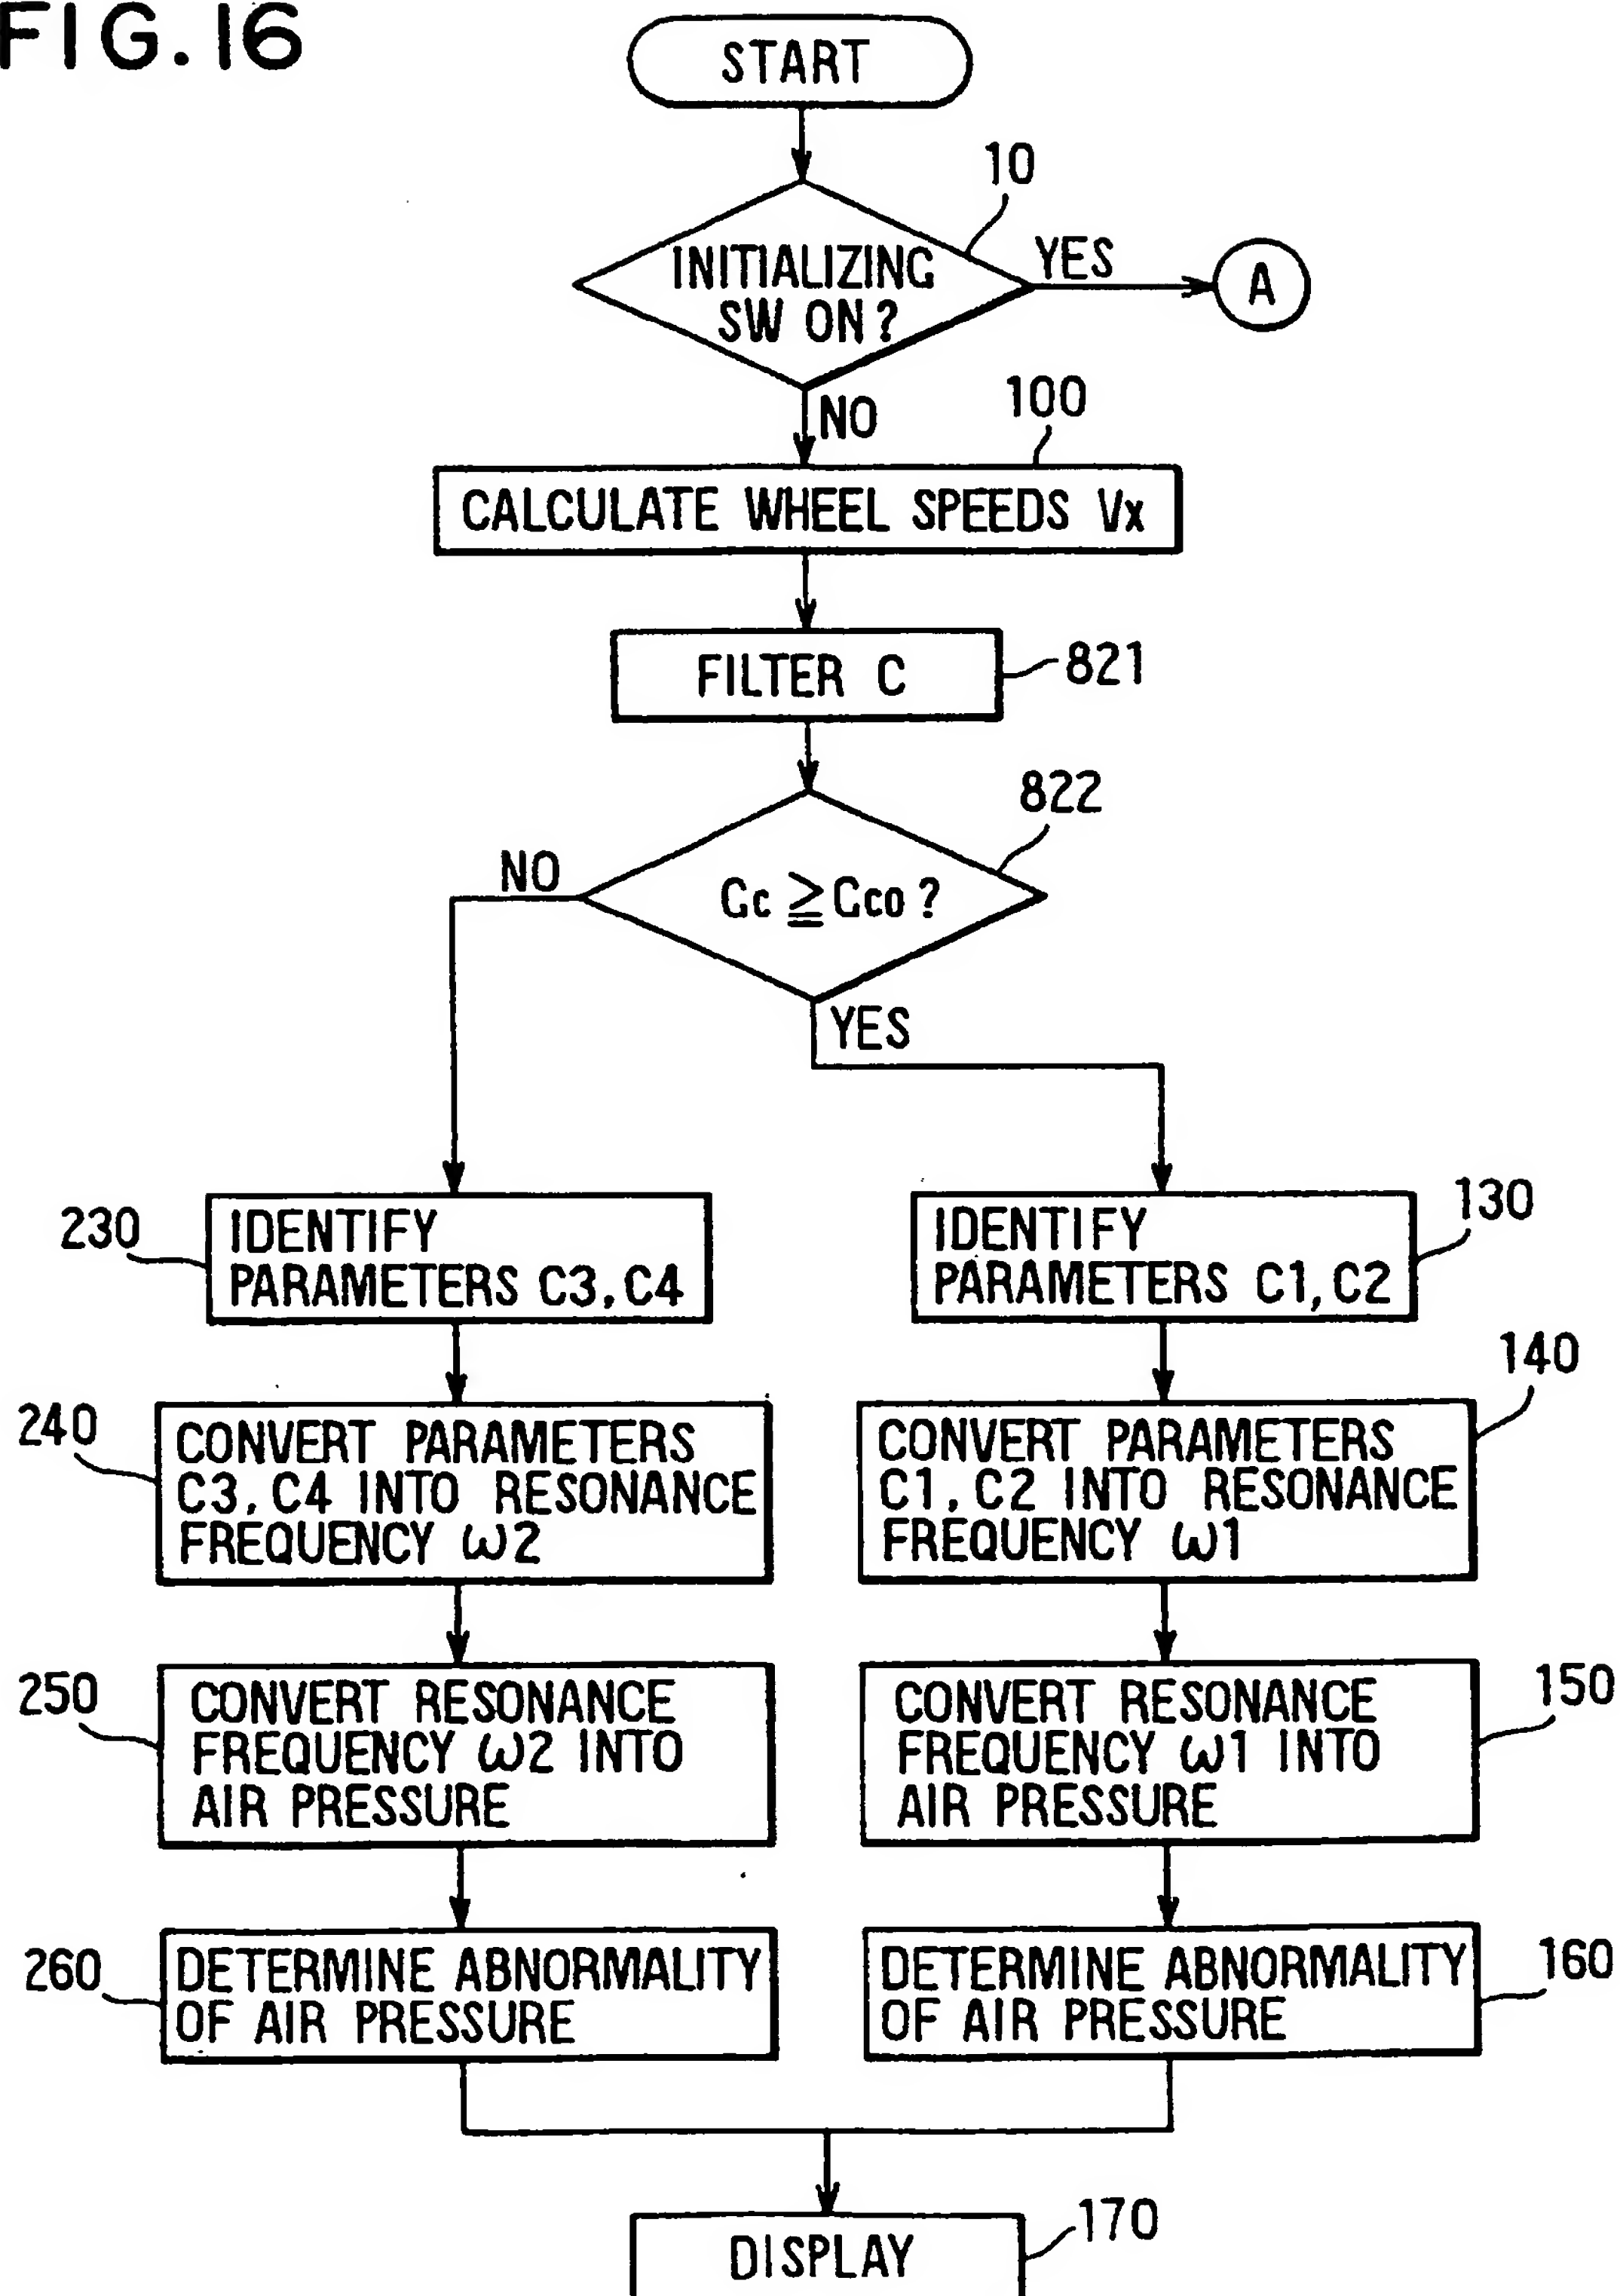 FIG. 16
START
10
INITIALIZING
SW ON?
YES
A
NO
100
CALCULATE WHEEL SPEEDS Vx
FILTER C
821
822
NO
Gc ≧ Gco ?
YES
230
IDENTIFY
PARAMETERS C3, C4
130
IDENTIFY
PARAMETERS C1, C2
240
CONVERT PARAMETERS
C3, C4 INTO RESONANCE
FREQUENCY ω2
140
CONVERT PARAMETERS
C1, C2 INTO RESONANCE
FREQUENCY ω1
250
CONVERT RESONANCE
FREQUENCY ω2 INTO
AIR PRESSURE
150
CONVERT RESONANCE
FREQUENCY ω1 INTO
AIR PRESSURE
260
DETERMINE ABNORMALITY
OF AIR PRESSURE
160
DETERMINE ABNORMALITY
OF AIR PRESSURE
170
DISPLAY